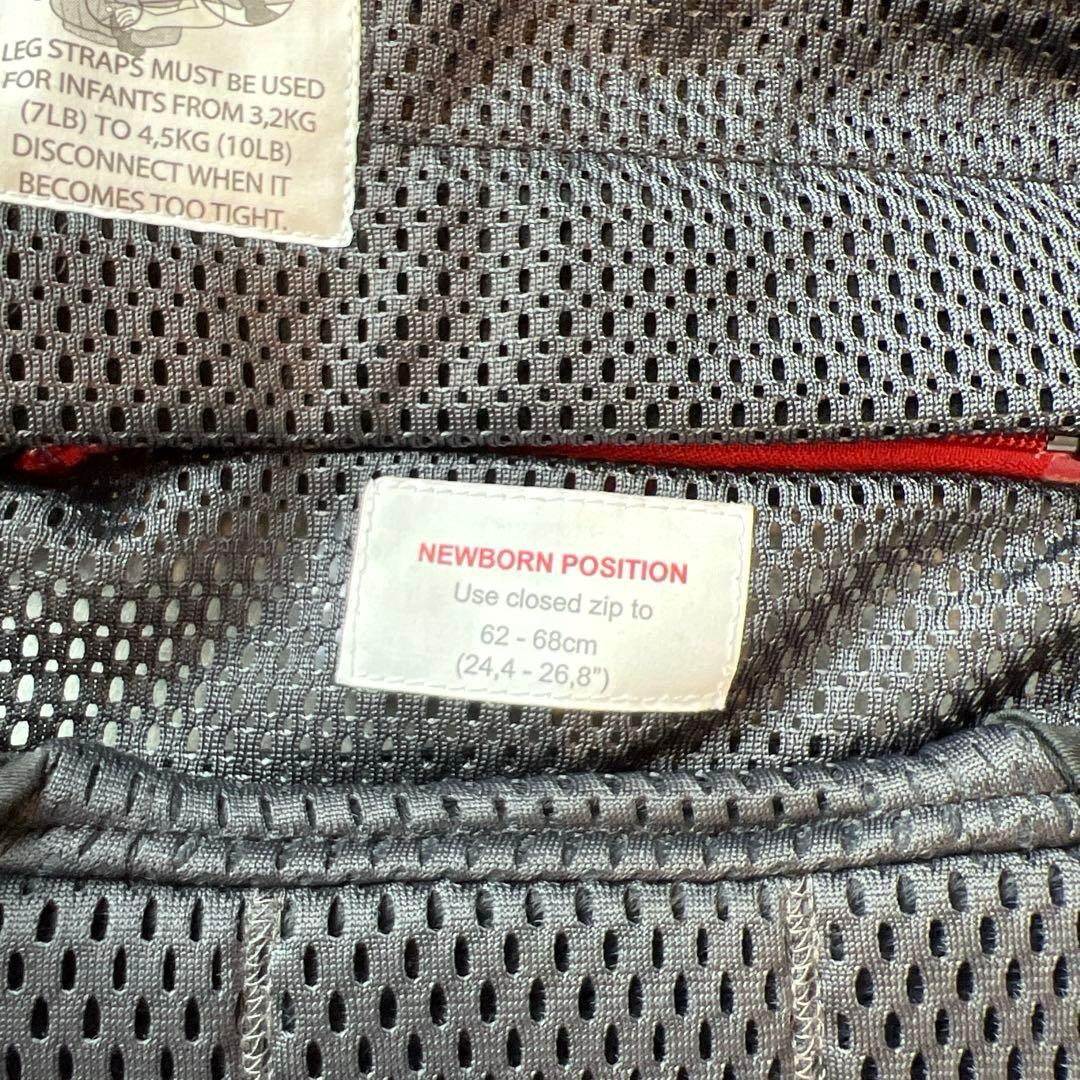 LEG STRAPS MUST BE USED
FOR INFANTS FROM 3,2KG
(7LB) TO 4,5KG (10LB)
DISCONNECT WHEN IT
BECOMES TOO TIGHT.
NEWBORN POSITION
Use closed zip to
62 - 68cm
(24,4 - 26,8")